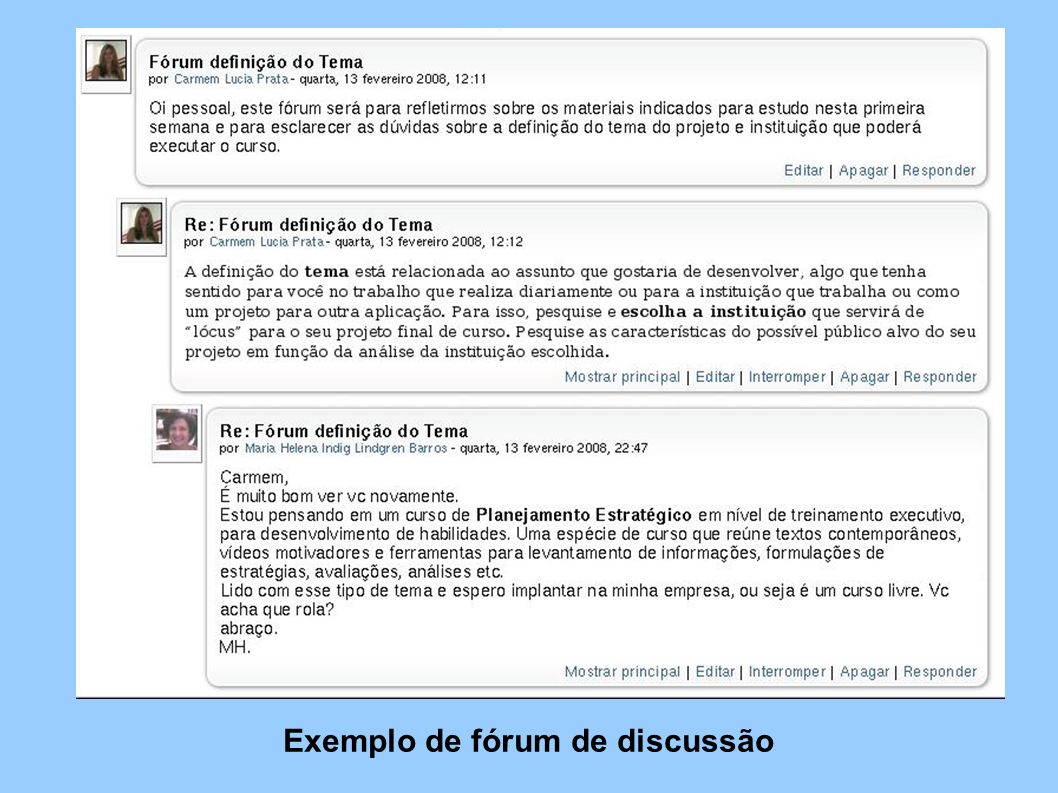 Fórum definição do Tema
por Carmem Lucia Prata- quarta, 13 fevereiro 2008, 12:11
Oi pessoal, este fórum será para refletirmos sobre os materiais indicados para estudo nesta primeira
semana e para esclarecer as dúvidas sobre a definição do tema do projeto e instituição que poderá
executar o curso.
Editar | Apagar | Responder
Re: Fórum definição do Tema
por Carmem Lucia Prata- quarta, 13 fevereiro 2008, 12:12
A definição do tema está relacionada ao assunto que gostaria de desenvolver, algo que tenha
sentido para você no trabalho que realiza diariamente ou para a instituição que trabalha ou como
um projeto para outra aplicação. Para isso, pesquise e escolha a instituição que servirá de
“lócus” para o seu projeto final de curso. Pesquise as características do possível público alvo do seu
projeto em função da análise da instituição escolhida.
Mostrar principal | Editar | Interromper | Apagar | Responder
Re: Fórum definição do Tema
por Maria Helena Indig Lindgren Barros - quarta, 13 fevereiro 2008, 22:47
Carmem,
É muito bom ver vc novamente.
Estou pensando em um curso de Planejamento Estratégico em nível de treinamento executivo,
para desenvolvimento de habilidades. Uma espécie de curso que reúne textos contemporâneos,
vídeos motivadores e ferramentas para levantamento de informações, formulações de
estratégias, avaliações, análises etc.
Lido com esse tipo de tema e espero implantar na minha empresa, ou seja é um curso livre. Vc
acha que rola?
abraço.
MH.
Mostrar principal | Editar | Interromper | Apagar | Responder
Exemplo de fórum de discussão